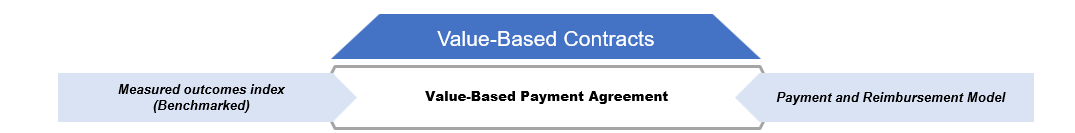 Value-Based Contracts
Measured outcomes index
(Benchmarked)
Value-Based Payment Agreement
Payment and Reimbursement Model